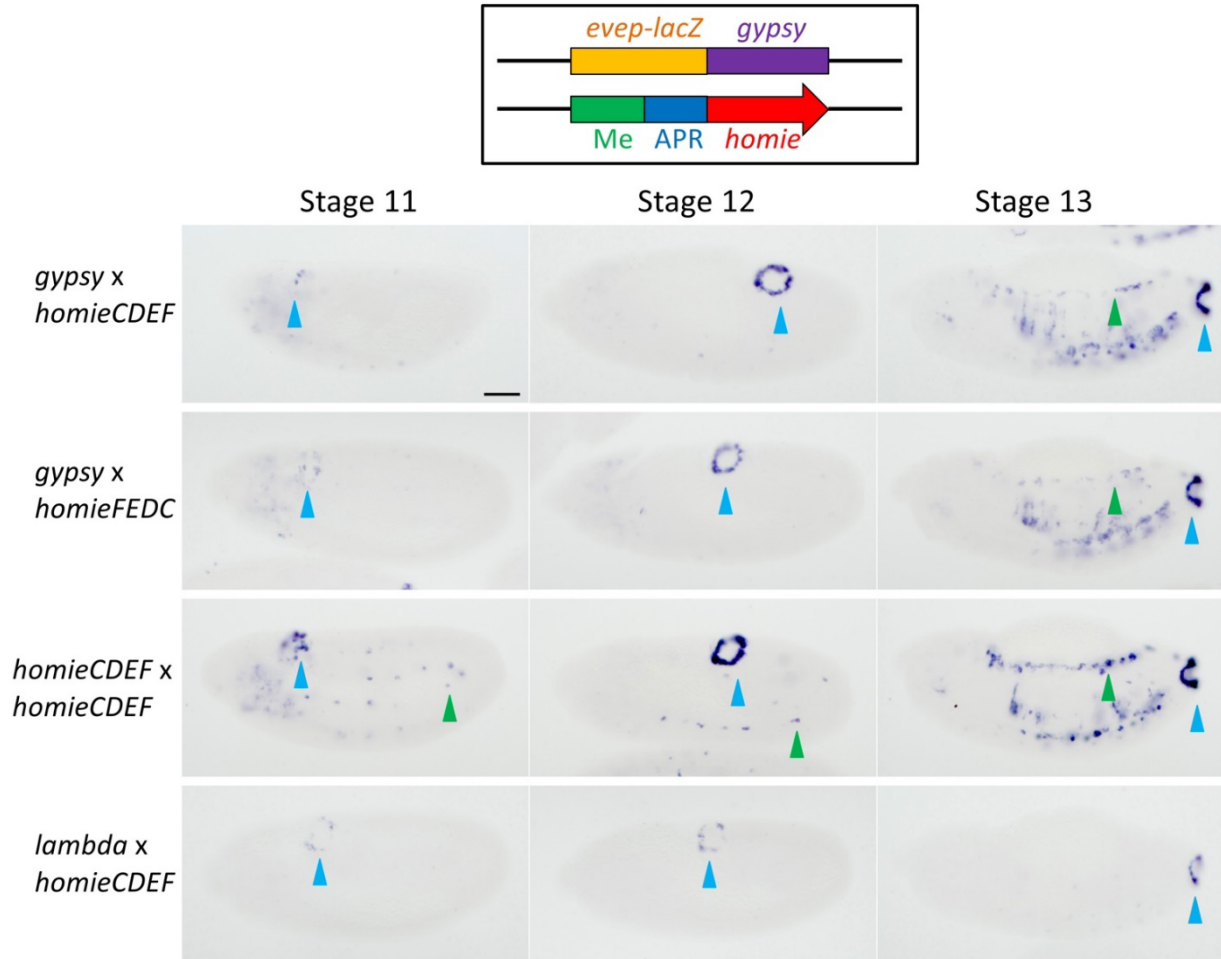 evep-lacZ gypsy
Me APR homie
Stage 11 Stage 12 Stage 13
gypsy x
homieCDEF
gypsy x
homieFEDC
homieCDEF x
homieCDEF
lambda x
homieCDEF